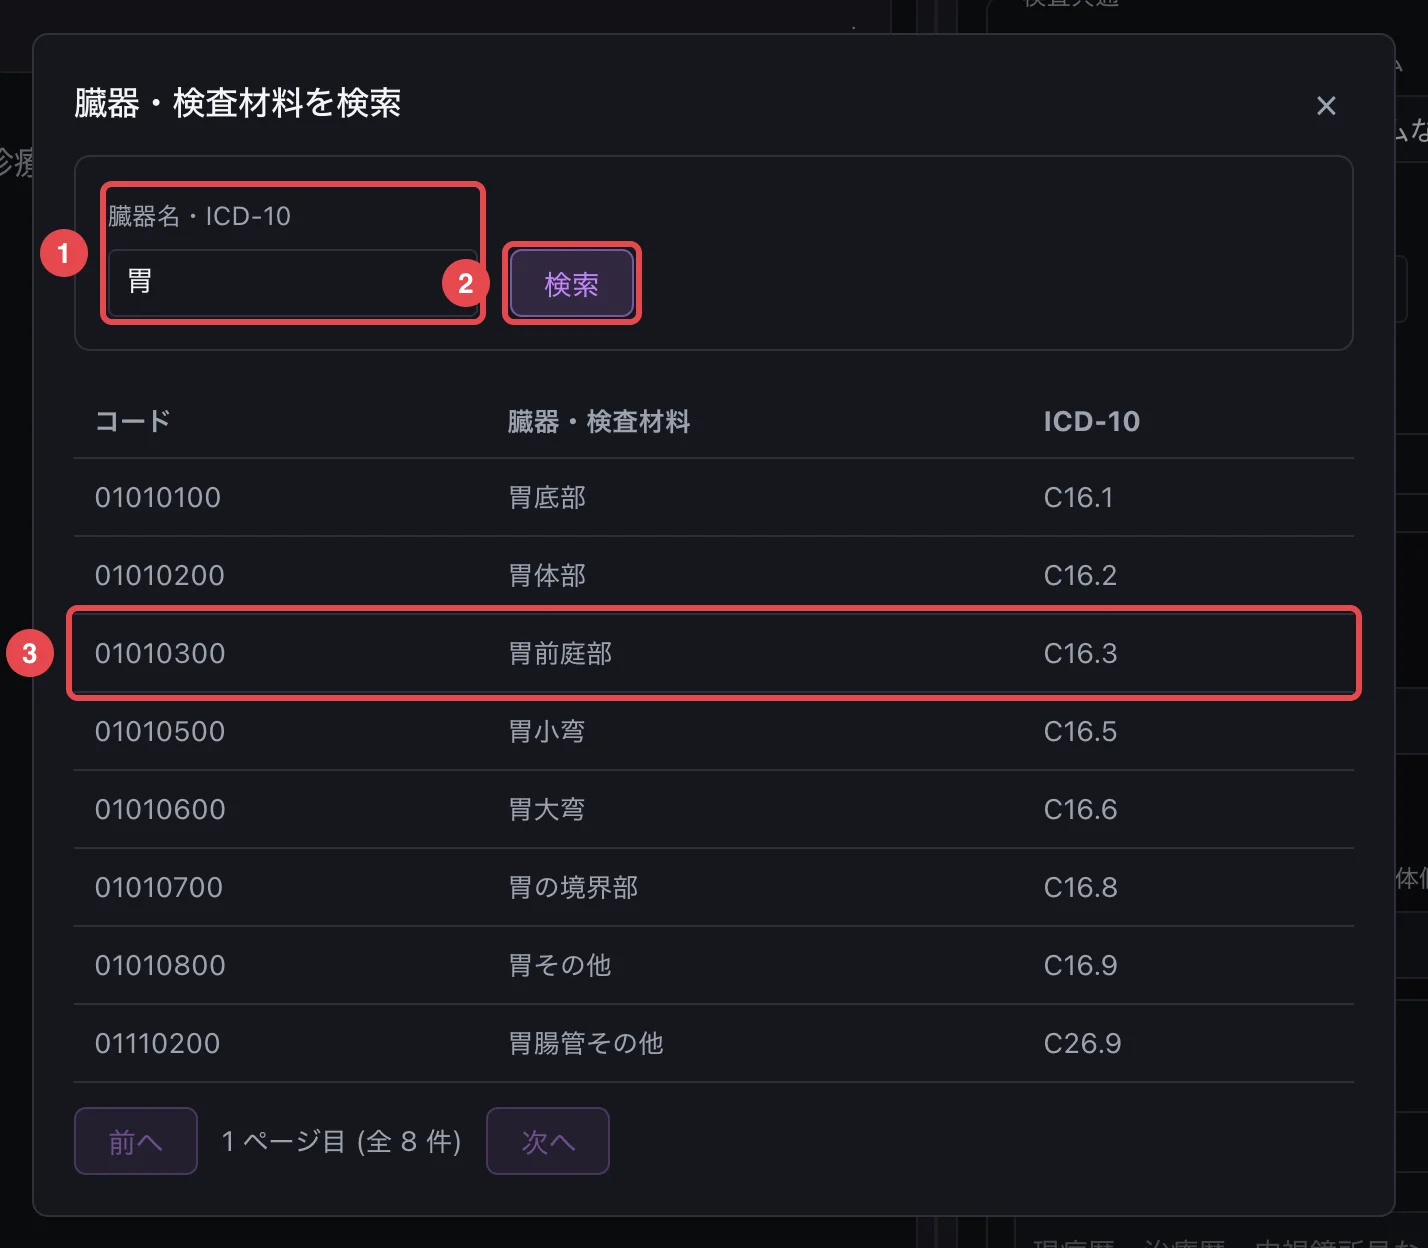 臓器・検査材料を検索
×
臓器名・ICD-10
1
胃
2
検索
コード 臓器・検査材料 ICD-10
01010100 胃底部 C16.1
01010200 胃体部 C16.2
3
01010300 胃前庭部 C16.3
01010500 胃小弯 C16.5
01010600 胃大弯 C16.6
01010700 胃の境界部 C16.8
01010800 胃その他 C16.9
01110200 胃腸管その他 C26.9
前へ 1 ページ目 (全 8 件) 次へ